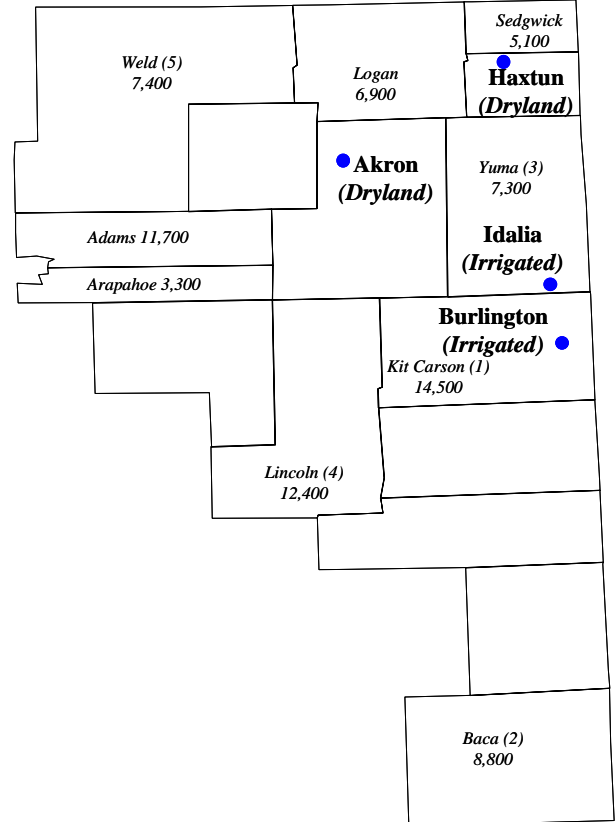 Sedgwick
5,100
Weld (5)
7,400
Logan
6,900
Haxtun
(Dryland)
Akron
(Dryland)
Yuma (3)
7,300
Adams 11,700
Idalia
(Irrigated)
Arapahoe 3,300
Burlington
(Irrigated)
Kit Carson (1)
14,500
Lincoln (4)
12,400
Baca (2)
8,800